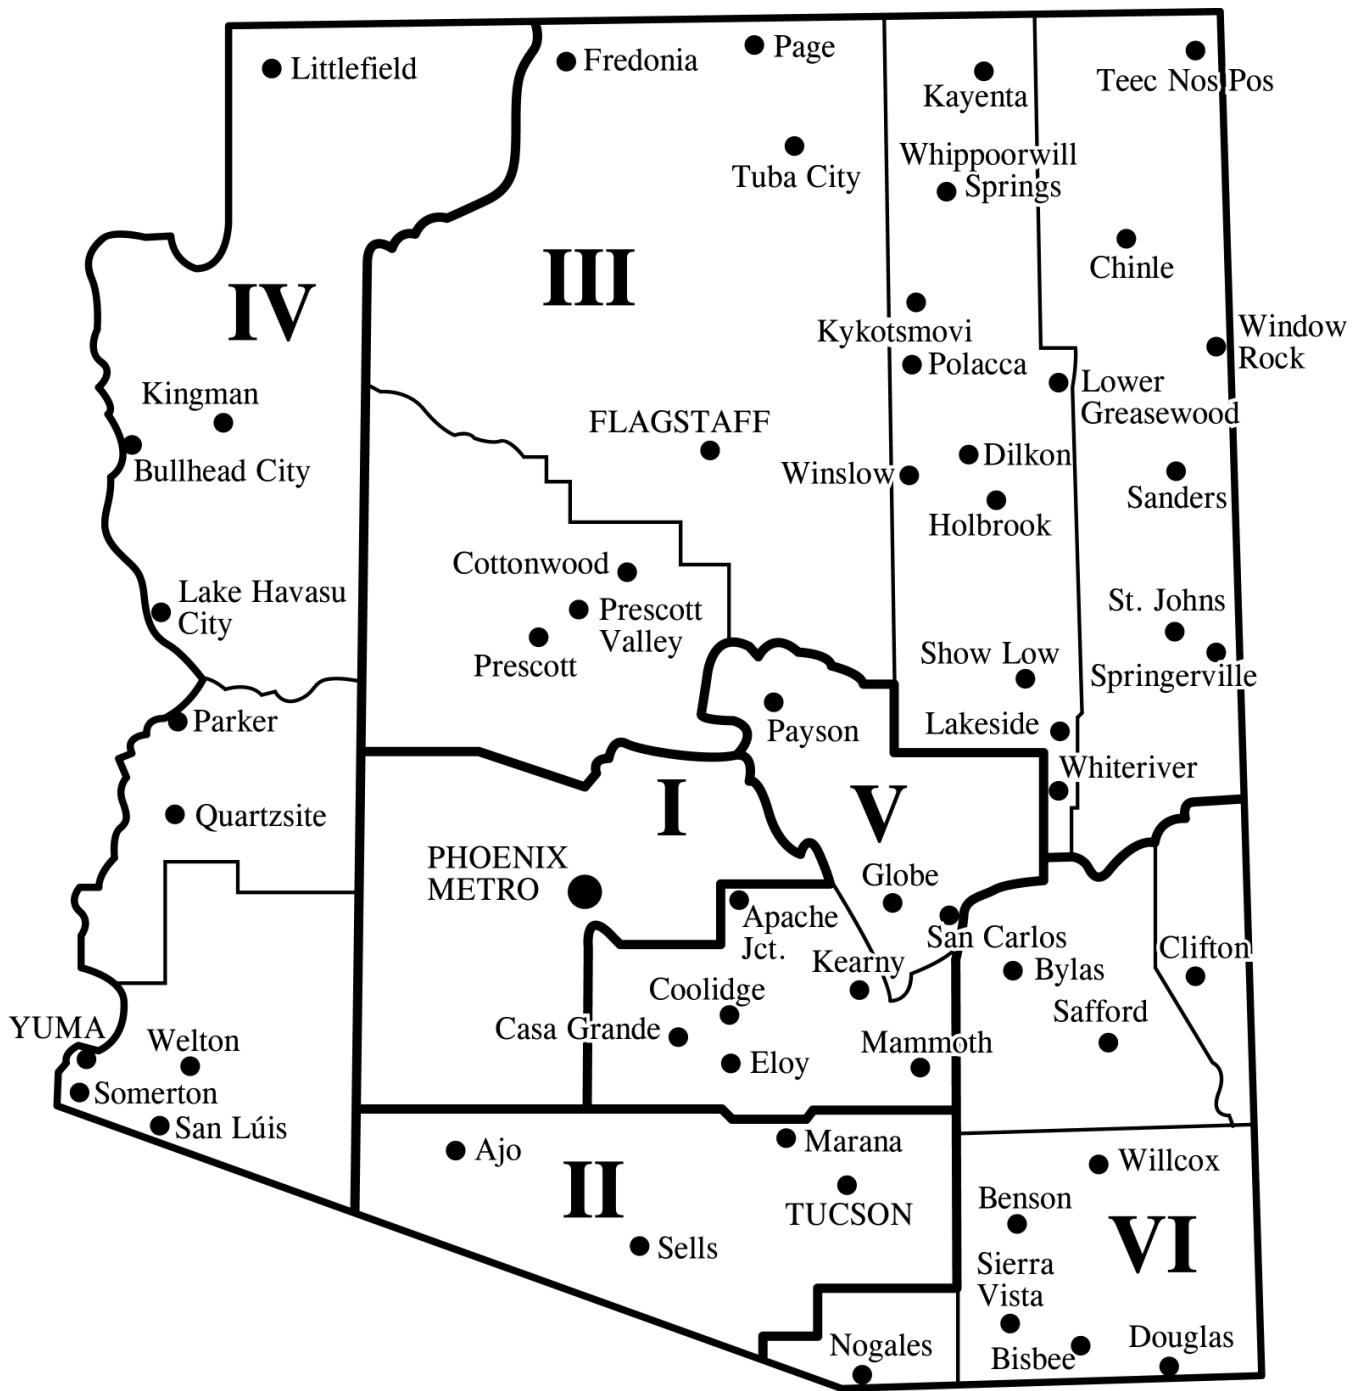 Littlefield
Fredonia
Page
Kayenta
Teec Nos Pos
Tuba City
Whippoorwill
Springs
Chinle
III
IV
Kykotsmovi
Window
Rock
Polacca
Lower
Greasewood
Kingman
FLAGSTAFF
Bullhead City
Winslow
Dilkon
Sanders
Holbrook
Cottonwood
Lake Havasu
City
Prescott
Valley
St. Johns
Prescott
Show Low
Springerville
Parker
Payson
Lakeside
Whiteriver
I
V
Quartzsite
PHOENIX
METRO
Globe
Apache
Jct.
San Carlos
Clifton
Kearny
Bylas
Coolidge
Safford
YUMA
Welton
Casa Grande
Mammoth
Eloy
Somerton
San Lúis
Ajo
Marana
Willcox
II
TUCSON
Benson
VI
Sells
Sierra
Vista
Nogales
Bisbee
Douglas